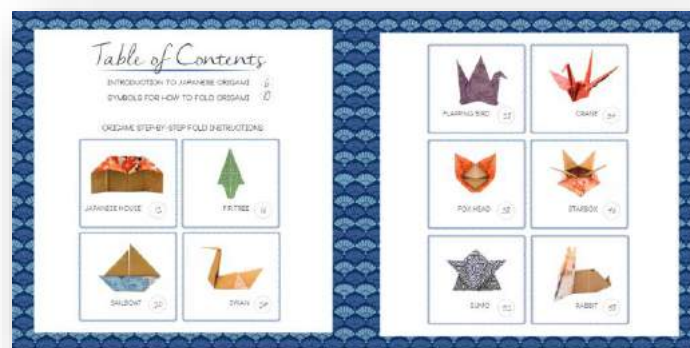 Table of Contents
INTRODUCTION TO JAPANESE ORIGAMI 6
SYMBOLS FOR HOW TO FOLD ORIGAMI
ORIGAMI STEP-BY-STEP FOLD INSTRUCTIONS
JAPANESE HOUSE
FIR TREE
SAILBOAT
SWAN
FLAPPING BIRD
CRANE
FOX HEAD
STARBOX
SUMO
RABBIT